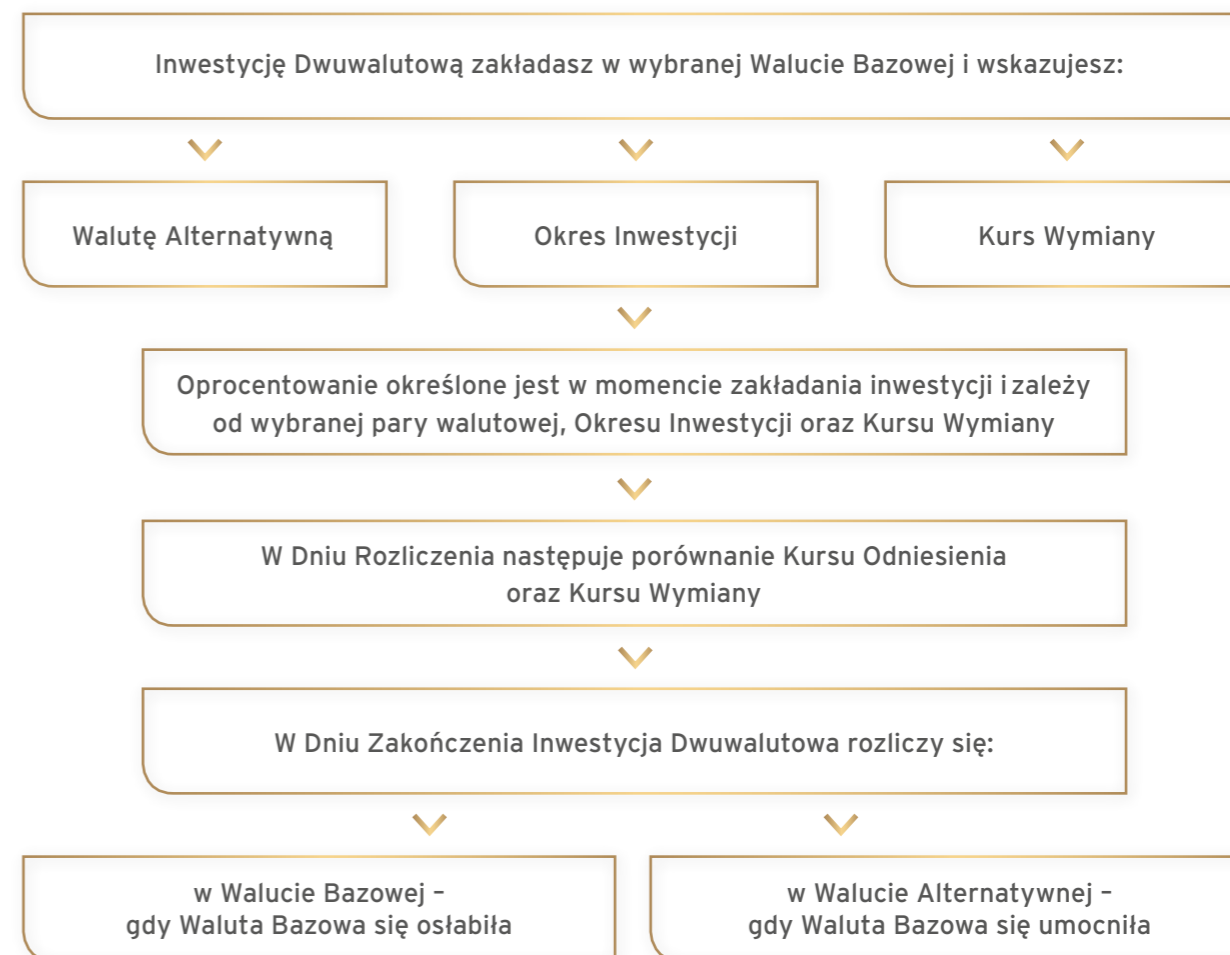 Inwestycję Dwuwalutową zakładasz w wybranej Walucie Bazowej i wskazujesz:
Walutę Alternatywną
Okres Inwestycji
Kurs Wymiany
Oprocentowanie określone jest w momencie zakładania inwestycji i zależy
od wybranej pary walutowej, Okresu Inwestycji oraz Kursu Wymiany
W Dniu Rozliczenia następuje porównanie Kursu Odniesienia
oraz Kursu Wymiany
W Dniu Zakończenia Inwestycja Dwuwalutowa rozliczy się:
w Walucie Bazowej –
gdy Waluta Bazowa się osłabiła
w Walucie Alternatywnej –
gdy Waluta Bazowa się umocniła